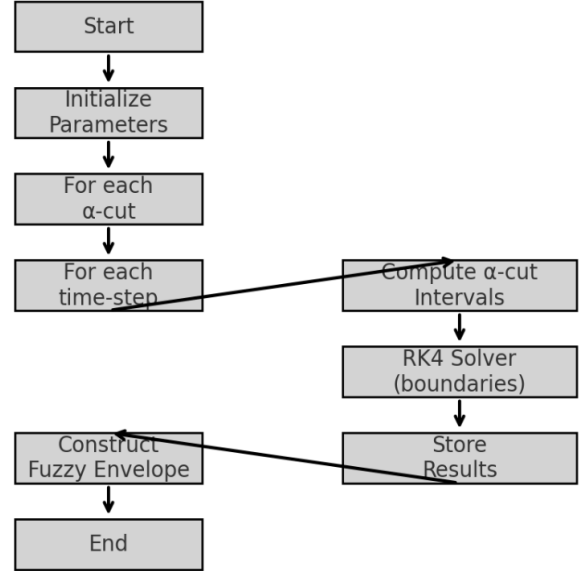 Start
Initialize
Parameters
For each
α-cut
For each
time-step
Compute α-cut
Intervals
RK4 Solver
(boundaries)
Store
Results
Construct
Fuzzy Envelope
End